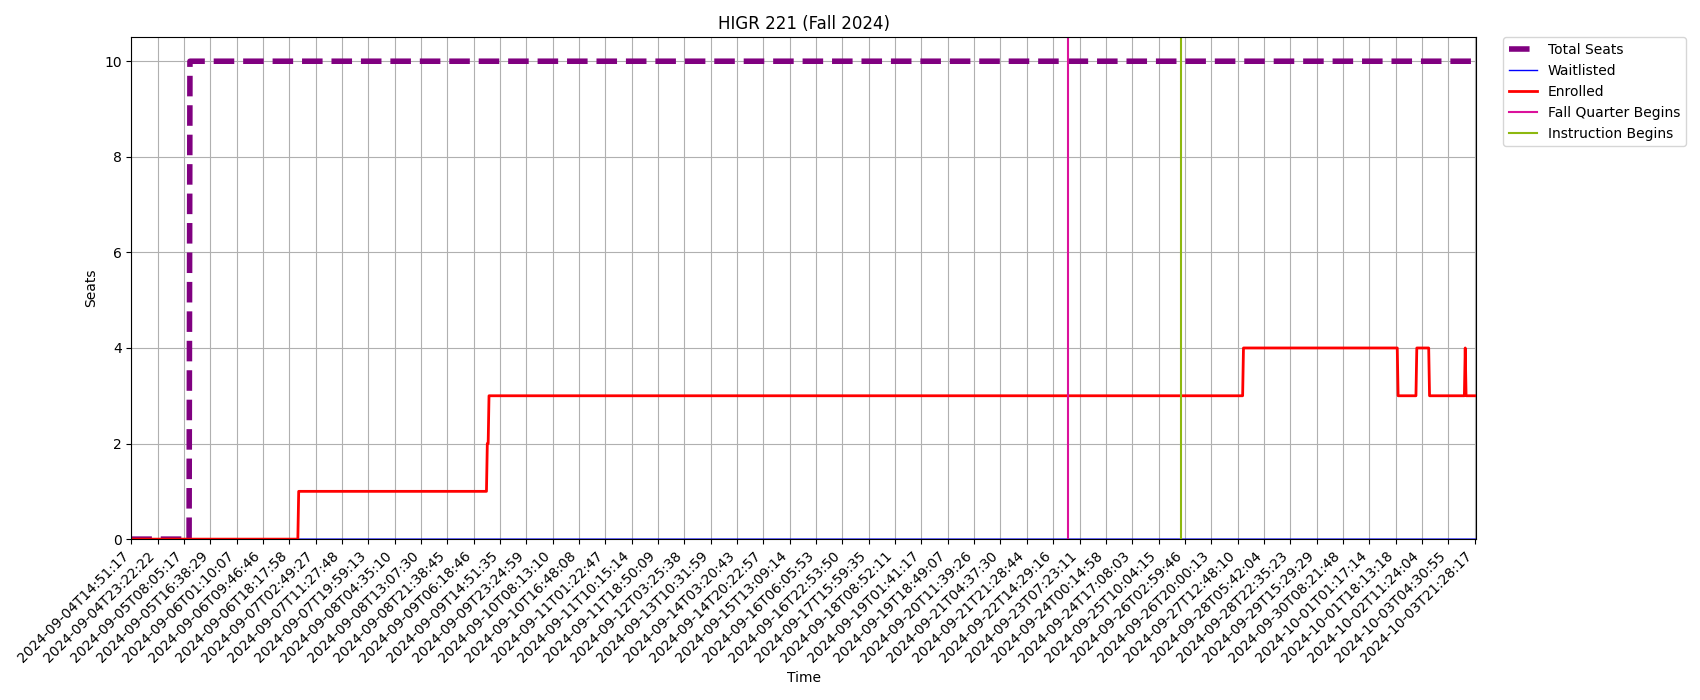 HIGR 221 (Fall 2024)
Total Seats
Waitlisted
Enrolled
Fall Quarter Begins
Instruction Begins
Seats
10
8
6
4
2
0
2024-09-04T14:51:17
2024-09-04T23:22:22
2024-09-05T08:05:17
2024-09-05T16:38:29
2024-09-06T01:10:07
2024-09-06T09:46:46
2024-09-06T18:17:58
2024-09-07T02:49:27
2024-09-07T11:27:48
2024-09-07T19:59:13
2024-09-08T04:35:10
2024-09-08T13:07:30
2024-09-08T21:38:45
2024-09-09T06:18:46
2024-09-09T14:51:35
2024-09-09T23:24:59
2024-09-10T08:13:10
2024-09-10T16:48:08
2024-09-11T01:22:47
2024-09-11T10:15:14
2024-09-11T18:50:09
2024-09-12T03:25:38
2024-09-13T10:31:59
2024-09-14T03:20:43
2024-09-14T20:22:57
2024-09-15T13:09:14
2024-09-16T06:05:53
2024-09-16T22:53:50
2024-09-17T15:59:35
2024-09-18T08:52:11
2024-09-19T01:41:17
2024-09-19T18:49:07
2024-09-20T11:39:26
2024-09-21T04:37:30
2024-09-21T21:28:44
2024-09-22T14:29:16
2024-09-23T07:23:11
2024-09-24T00:14:58
2024-09-24T17:08:03
2024-09-25T10:04:15
2024-09-26T02:59:46
2024-09-26T20:00:13
2024-09-27T12:48:10
2024-09-28T05:42:04
2024-09-28T22:35:23
2024-09-29T15:29:29
2024-09-30T08:21:48
2024-10-01T01:17:14
2024-10-01T18:13:18
2024-10-02T11:24:04
2024-10-03T04:30:55
2024-10-03T21:28:17
Time